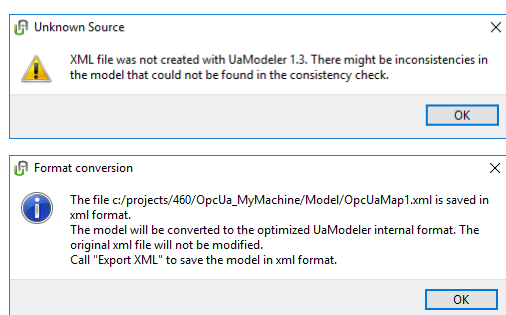 Unknown Source
XML file was not created with UaModeler 1.3. There might be inconsistencies in
the model that could not be found in the consistency check.
OK
Format conversion
The file c:/projects/460/OpcUa_MyMachine/Model/OpcUaMap1.xml is saved in
xml format.
The model will be converted to the optimized UaModeler internal format. The
original xml file will not be modified.
Call "Export XML" to save the model in xml format.
OK